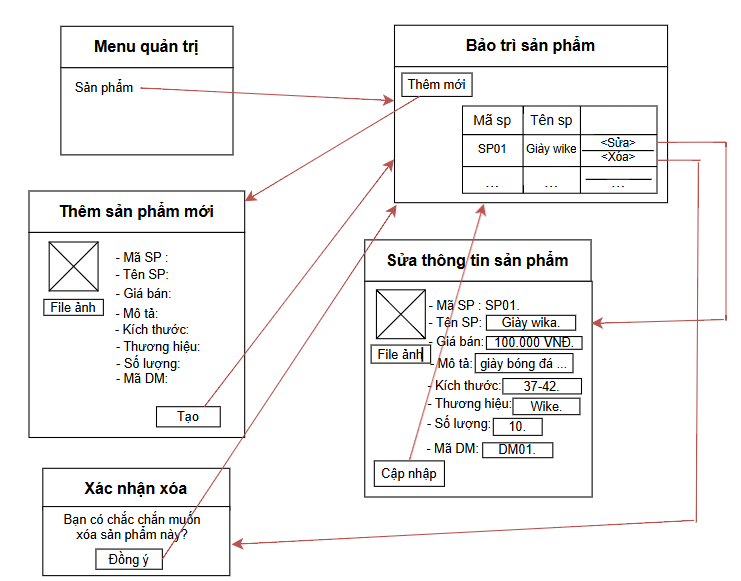 Menu quản trị
Sản phẩm
Bảo trì sản phẩm
Thêm mới
Mã sp Tên sp
SP01 Giày wike <Sửa>
<Xóa>
... ... ...
Thêm sản phẩm mới
File ảnh
- Mã SP :
- Tên SP:
- Giá bán:
- Mô tả:
- Kích thước:
- Thương hiệu:
- Số lượng:
- Mã DM:
Tạo
Sửa thông tin sản phẩm
File ảnh
- Mã SP : SP01.
- Tên SP: Giày wika.
- Giá bán: 100.000 VNĐ.
- Mô tả: giày bóng đá ...
- Kích thước: 37-42.
- Thương hiệu: Wike.
- Số lượng: 10.
- Mã DM: DM01.
Cập nhập
Xác nhận xóa
Bạn có chắc chắn muốn
xóa sản phẩm này?
Đồng ý